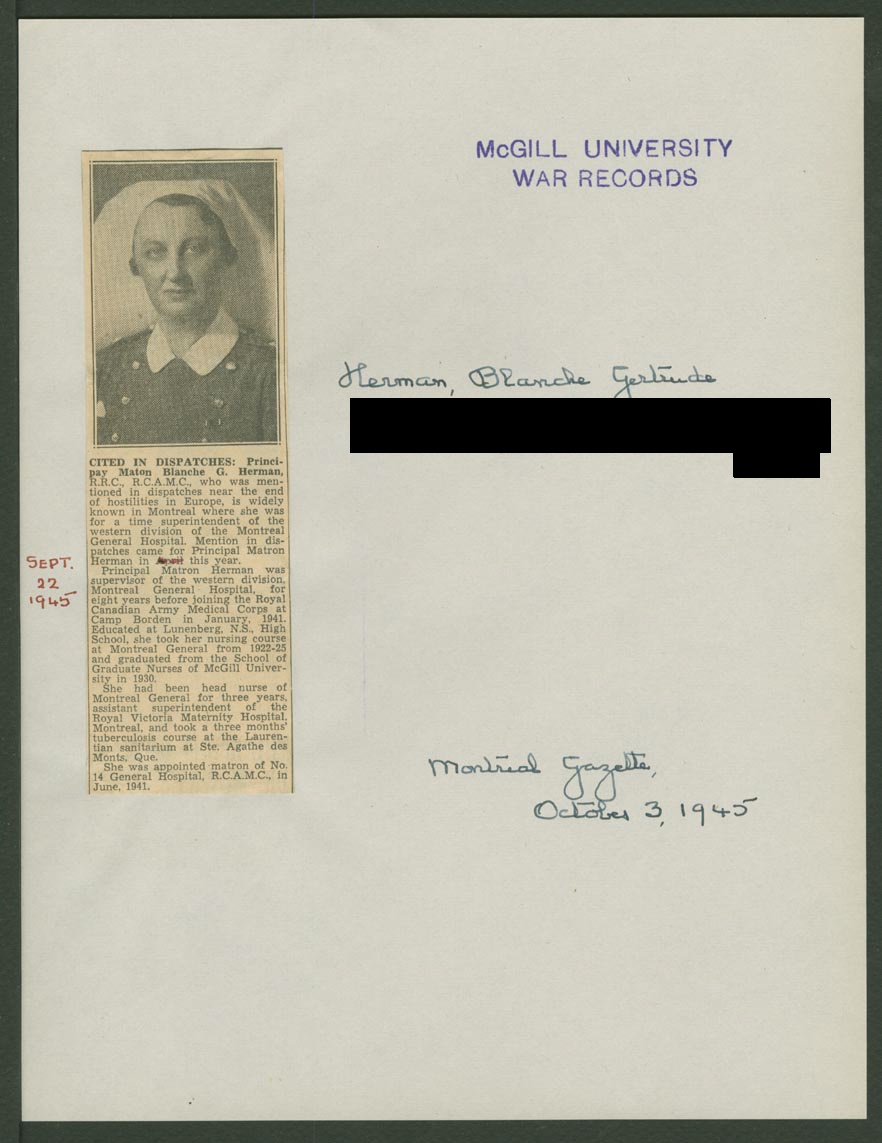 McGILL UNIVERSITY
WAR RECORDS
Herman, Blanche Gertrude
CITED IN DISPATCHES: Princi-
pay Maton Blanche G. Herman,
R.R.C., R.C.A.M.C., who was men-
tioned in dispatches near the end
of hostilities in Europe, is widely
known in Montreal where she was
for a time superintendent of the
western division of the Montreal
General Hospital. Mention in dis-
patches came for Principal Matron
Herman in April this year.
Principal Matron Herman was
supervisor of the western division,
Montreal General Hospital, for
eight years before joining the Royal
Canadian Army Medical Corps at
Camp Borden in January, 1941.
Educated at Lunenberg, N.S., High
School, she took her nursing course
at Montreal General from 1922-25
and graduated from the School of
Graduate Nurses of McGill Univer-
sity in 1930.
She had been head nurse of
Montreal General for three years,
assistant superintendent of the
Royal Victoria Maternity Hospital,
Montreal, and took a three months'
tuberculosis course at the Lauren-
tian sanitarium at Ste. Agathe des
Monts, Que.
She was appointed matron of No.
14 General Hospital, R.C.A.M.C., in
June, 1941.
SEPT.
22
1945
Montreal Gazette,
October 3, 1945